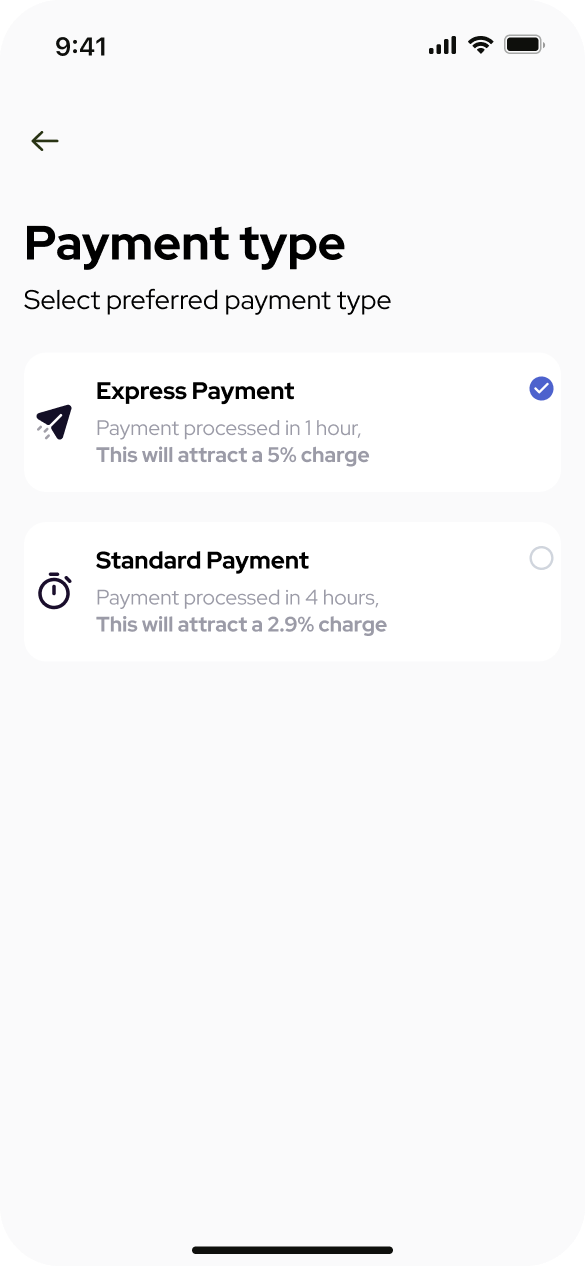 9:41
Payment type
Select preferred payment type
Express Payment
Payment processed in 1 hour,
This will attract a 5% charge
Standard Payment
Payment processed in 4 hours,
This will attract a 2.9% charge